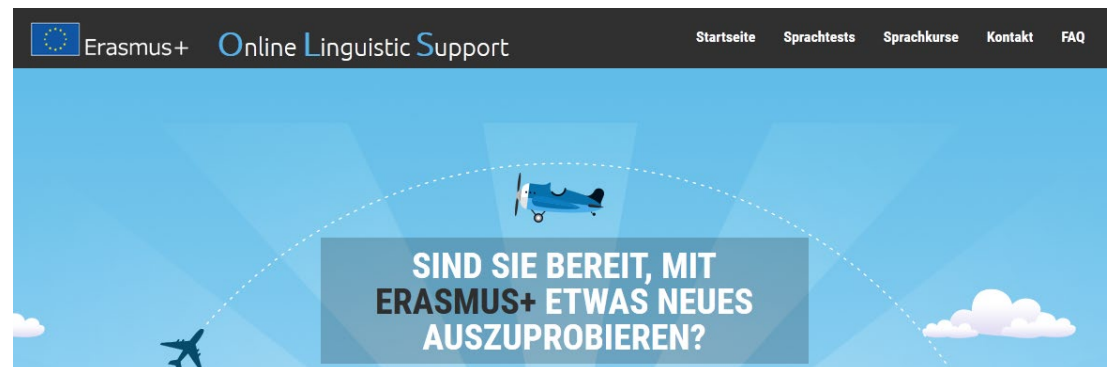 Erasmus+ Online Linguistic Support Startseite Sprachtests Sprachkurse Kontakt FAQ
SIND SIE BEREIT, MIT
ERASMUS+ ETWAS NEUES
AUSZUPROBIEREN?